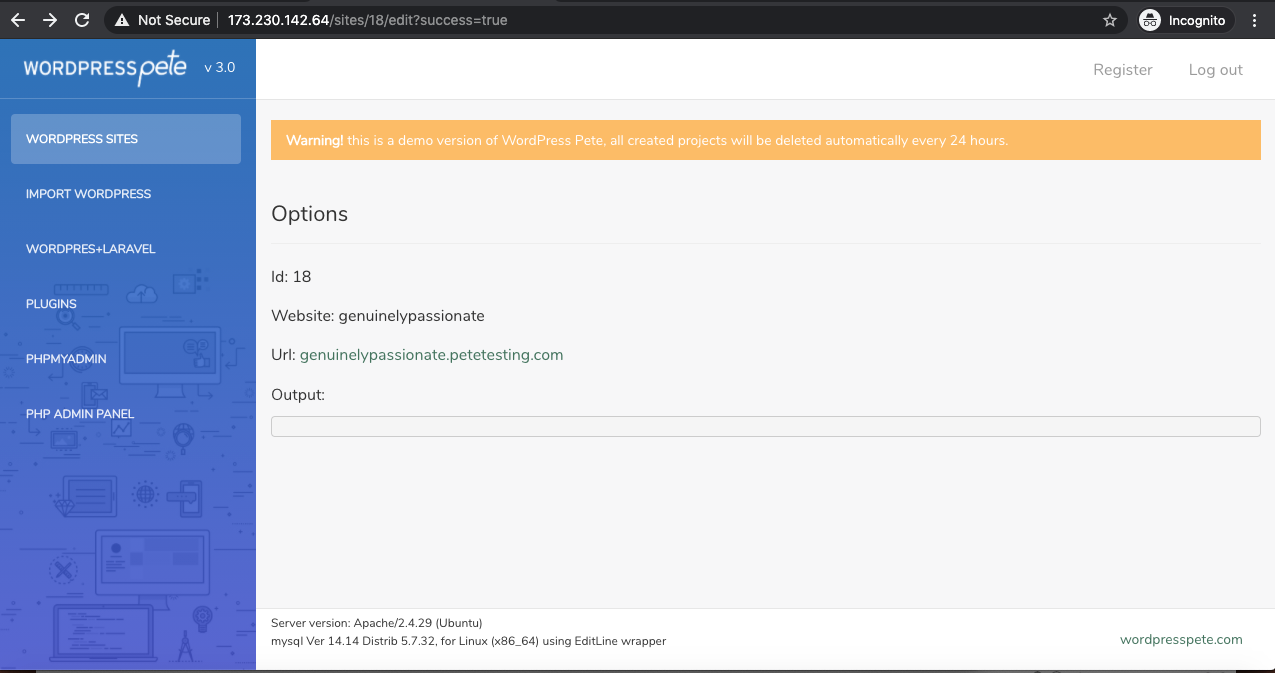 Not Secure 173.230.142.64/sites/18/edit?success=true Incognito
WORDPRESS pete v 3.0
Register Log out
WORDPRESS SITES
IMPORT WORDPRESS
WORDPRES+LARAVEL
PLUGINS
PHPMYADMIN
PHP ADMIN PANEL
Warning! this is a demo version of WordPress Pete, all created projects will be deleted automatically every 24 hours.
Options
Id: 18
Website: genuinelypassionate
Url: genuinelypassionate.petetesting.com
Output:
Server version: Apache/2.4.29 (Ubuntu)
mysql Ver 14.14 Distrib 5.7.32, for Linux (x86_64) using EditLine wrapper
wordpresspete.com